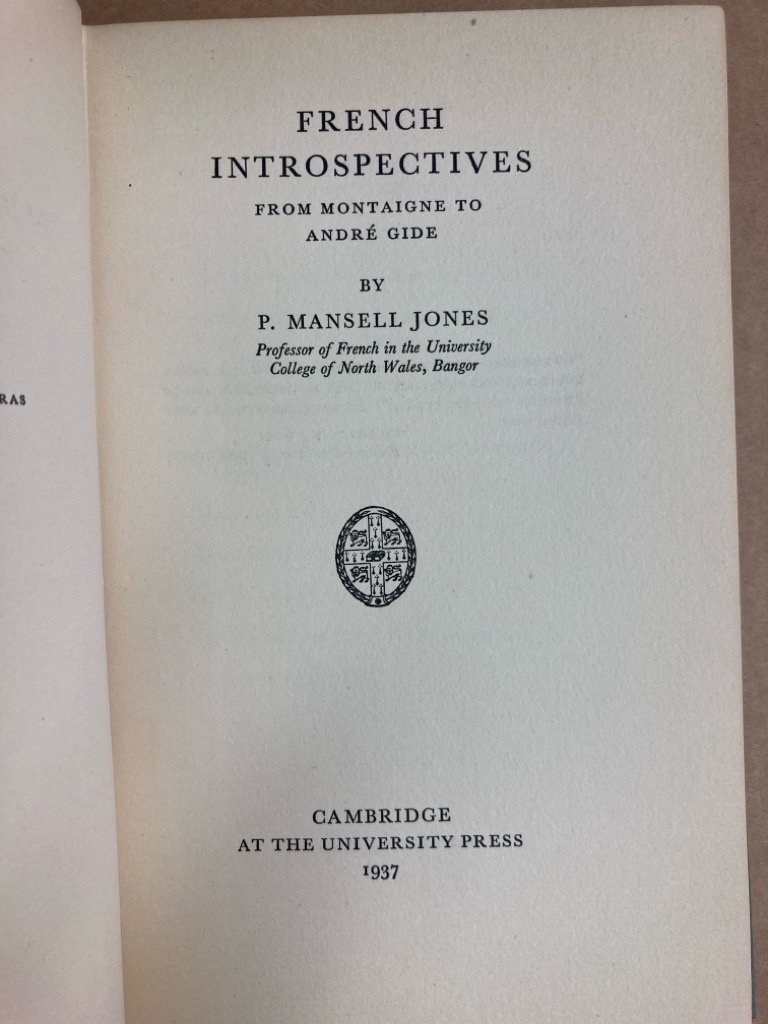 FRENCH
INTROSPECTIVES
FROM MONTAIGNE TO
ANDRÉ GIDE
BY
P. MANSELL JONES
Professor of French in the University
College of North Wales, Bangor
RAS
CAMBRIDGE
AT THE UNIVERSITY PRESS
1937